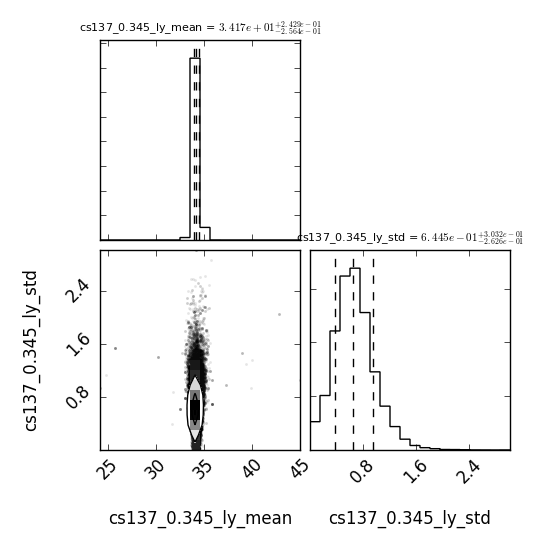 cs137_0.345_ly_mean = 3.417e+01 +2.429e−01 −2.564e−01
cs137_0.345_ly_std = 6.445e−01 +3.032e−01 −2.626e−01
cs137_0.345_ly_std
2.4
1.6
0.8
25 30 35 40 45
0.8 1.6 2.4
cs137_0.345_ly_mean
cs137_0.345_ly_std